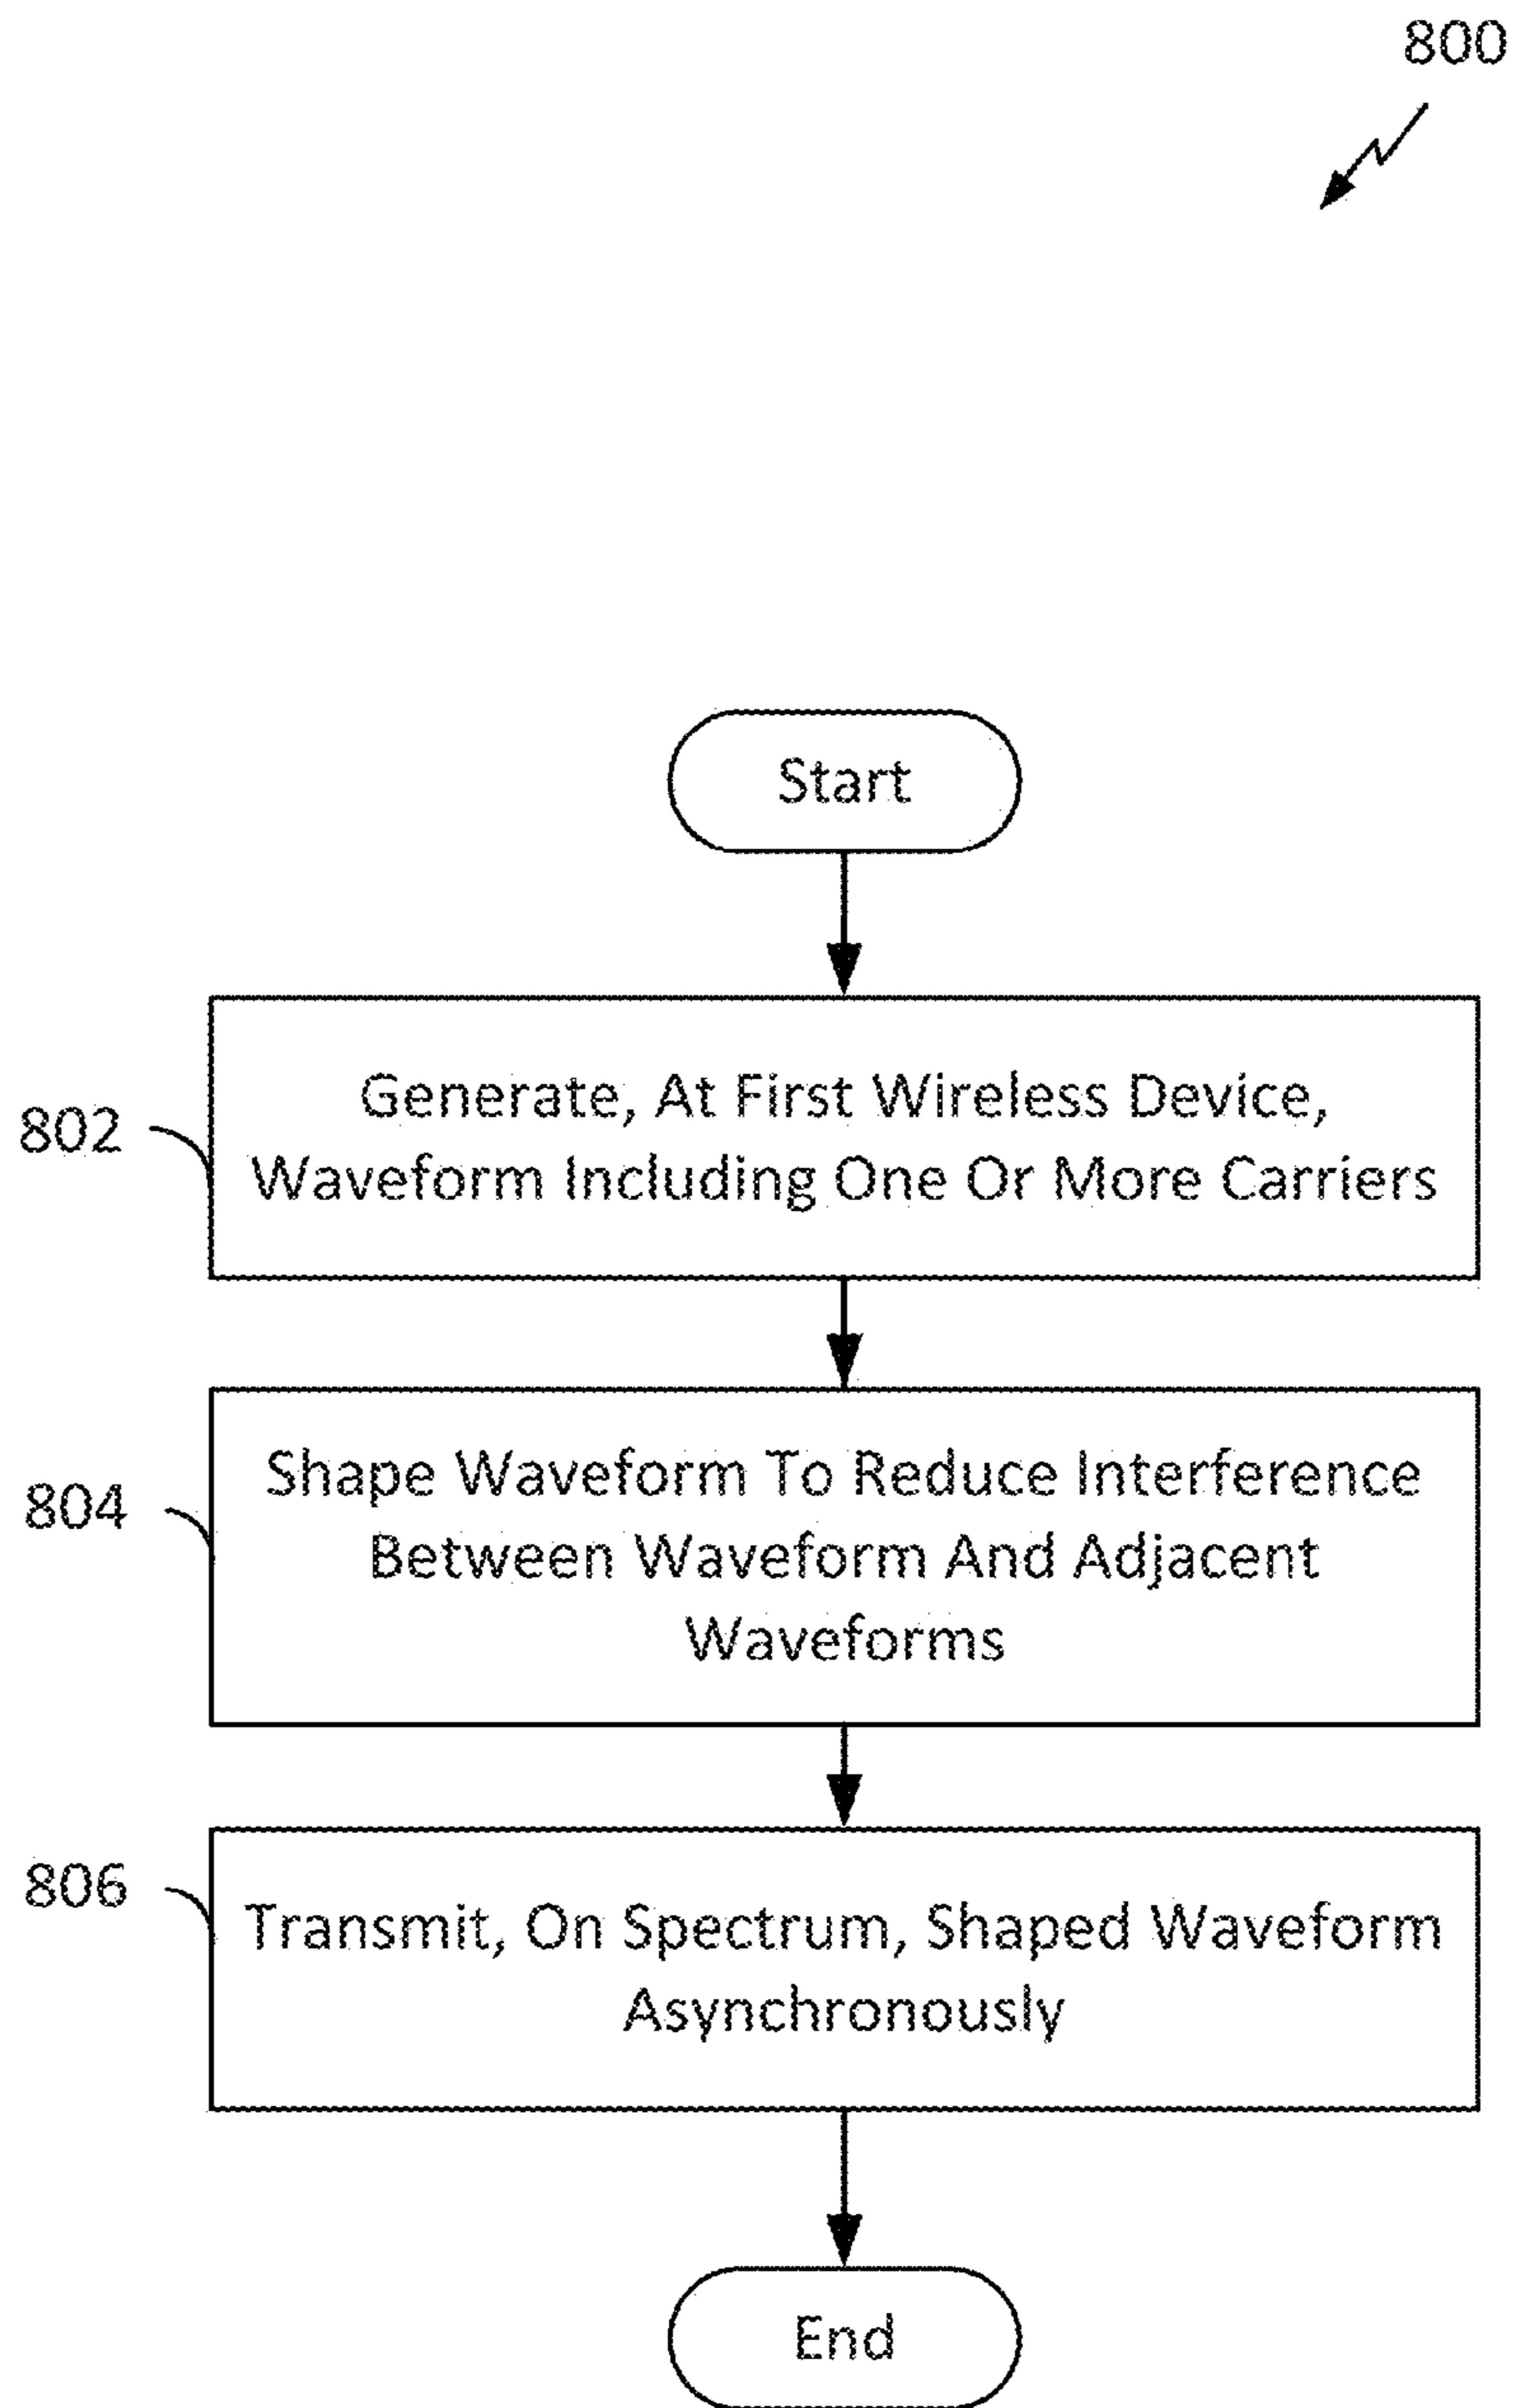 800
Start
802
Generate, At First Wireless Device,
Waveform Including One Or More Carriers
804
Shape Waveform To Reduce Interference
Between Waveform And Adjacent
Waveforms
806
Transmit, On Spectrum, Shaped Waveform
Asynchronously
End